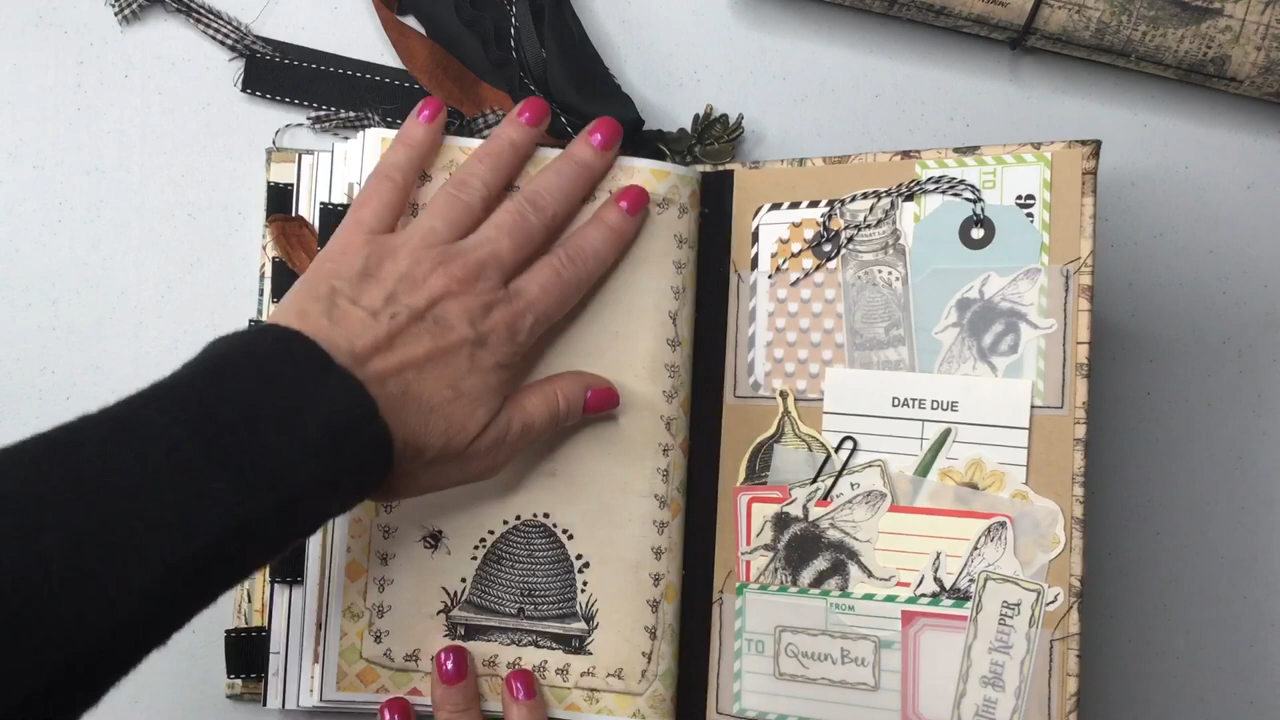 TO
DATE DUE
FROM
TO
Queen Bee
THE BEE KEEPER